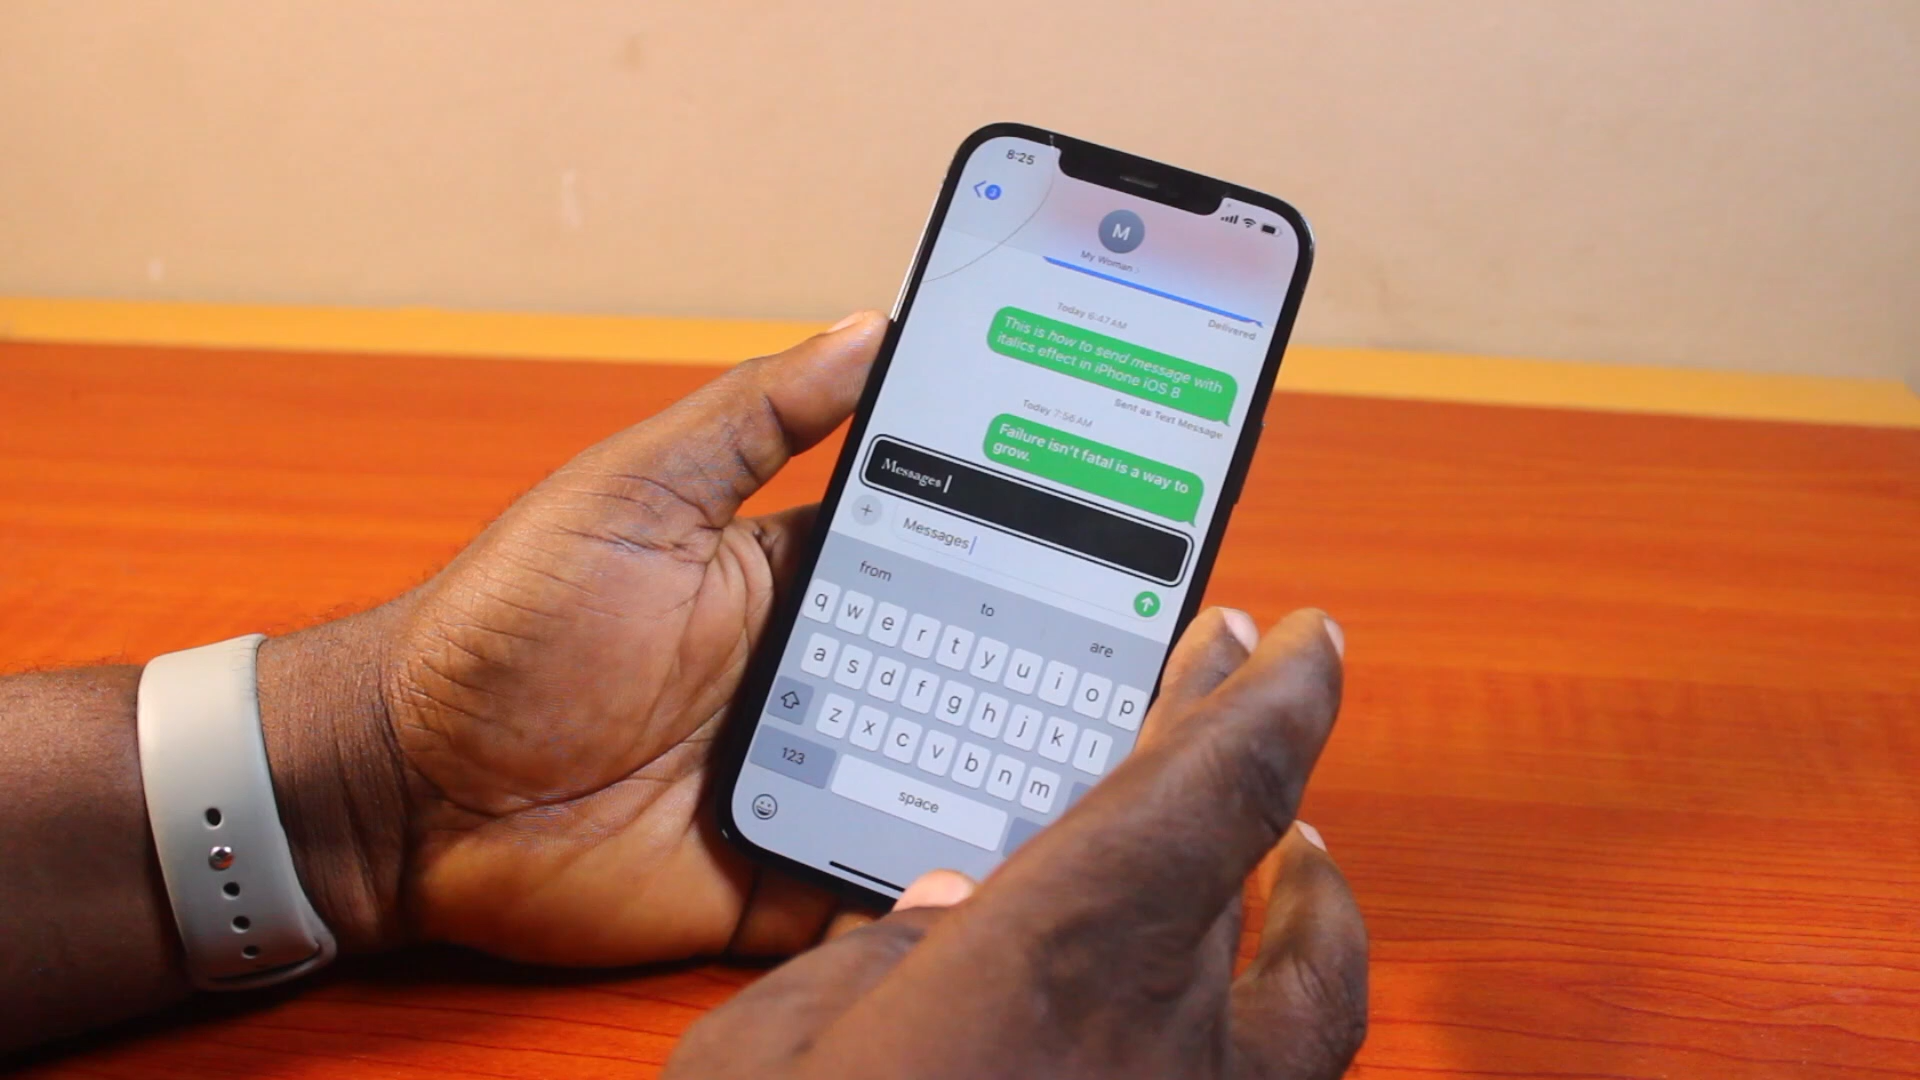 8:25
M
My Woman
Delivered
Today 6:47 AM
This is how to send message with
italics effect in iPhone iOS 8
Sent as Text Message
Today 7:56 AM
Failure isn't fatal is a way to
grow.
Messages
Messages
from to are
q w e r t y u i o p
a s d f g h j k l
z x c v b n m
123 space